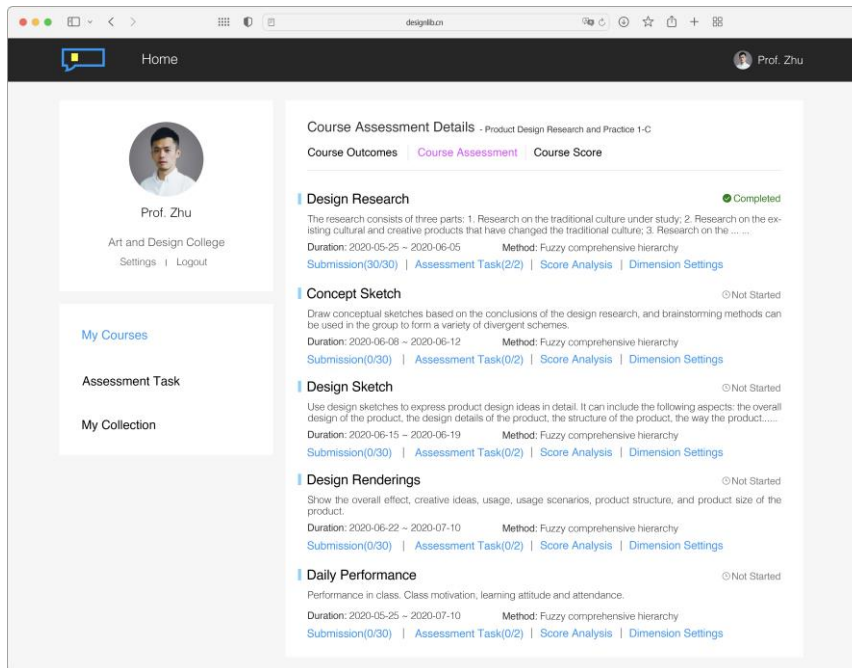 designlib.cn
Home
Prof. Zhu
Prof. Zhu
Art and Design College
Settings | Logout
My Courses
Assessment Task
My Collection
Course Assessment Details - Product Design Research and Practice 1-C
Course Outcomes | Course Assessment | Course Score
Design Research
Completed
The research consists of three parts: 1. Research on the traditional culture under study; 2. Research on the ex-
isting cultural and creative products that have changed the traditional culture; 3. Research on the ... ...
Duration: 2020-05-25 ~ 2020-06-05 Method: Fuzzy comprehensive hierarchy
Submission(30/30) | Assessment Task(2/2) | Score Analysis | Dimension Settings
Concept Sketch
Not Started
Draw conceptual sketches based on the conclusions of the design research, and brainstorming methods can
be used in the group to form a variety of divergent schemes.
Duration: 2020-06-08 ~ 2020-06-12 Method: Fuzzy comprehensive hierarchy
Submission(0/30) | Assessment Task(0/2) | Score Analysis | Dimension Settings
Design Sketch
Not Started
Use design sketches to express product design ideas in detail. It can include the following aspects: the overall
design of the product, the design details of the product, the structure of the product, the way the product......
Duration: 2020-06-15 ~ 2020-06-19 Method: Fuzzy comprehensive hierarchy
Submission(0/30) | Assessment Task(0/2) | Score Analysis | Dimension Settings
Design Renderings
Not Started
Show the overall effect, creative ideas, usage, usage scenarios, product structure, and product size of the
product.
Duration: 2020-06-22 ~ 2020-07-10 Method: Fuzzy comprehensive hierarchy
Submission(0/30) | Assessment Task(0/2) | Score Analysis | Dimension Settings
Daily Performance
Not Started
Performance in class. Class motivation, learning attitude and attendance.
Duration: 2020-05-25 ~ 2020-07-10 Method: Fuzzy comprehensive hierarchy
Submission(0/30) | Assessment Task(0/2) | Score Analysis | Dimension Settings